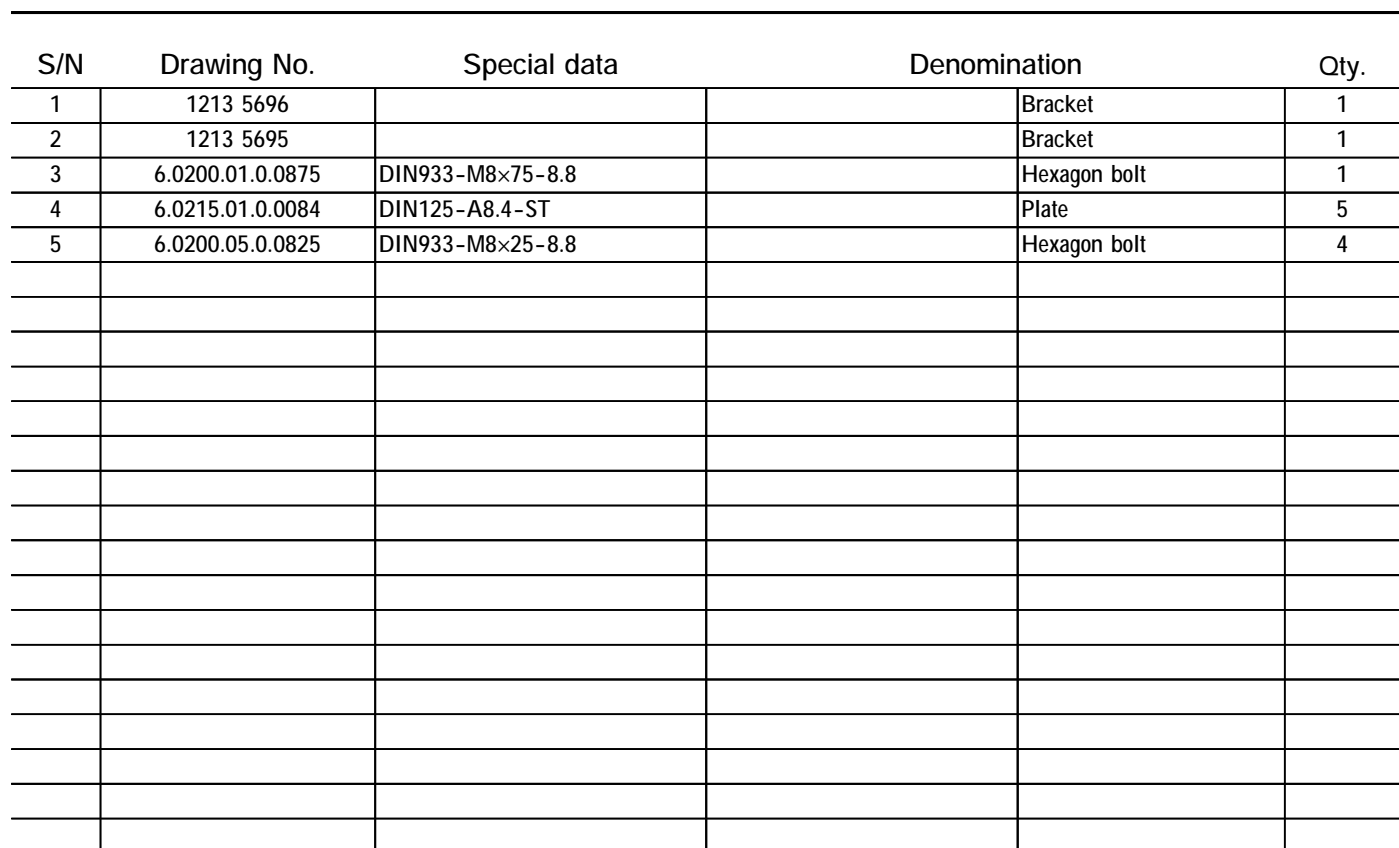 S/N Drawing No. Special data Denomination Qty.
1 1213 5696 Bracket 1
2 1213 5695 Bracket 1
3 6.0200.01.0.0875 DIN933-M8×75-8.8 Hexagon bolt 1
4 6.0215.01.0.0084 DIN125-A8.4-ST Plate 5
5 6.0200.05.0.0825 DIN933-M8×25-8.8 Hexagon bolt 4